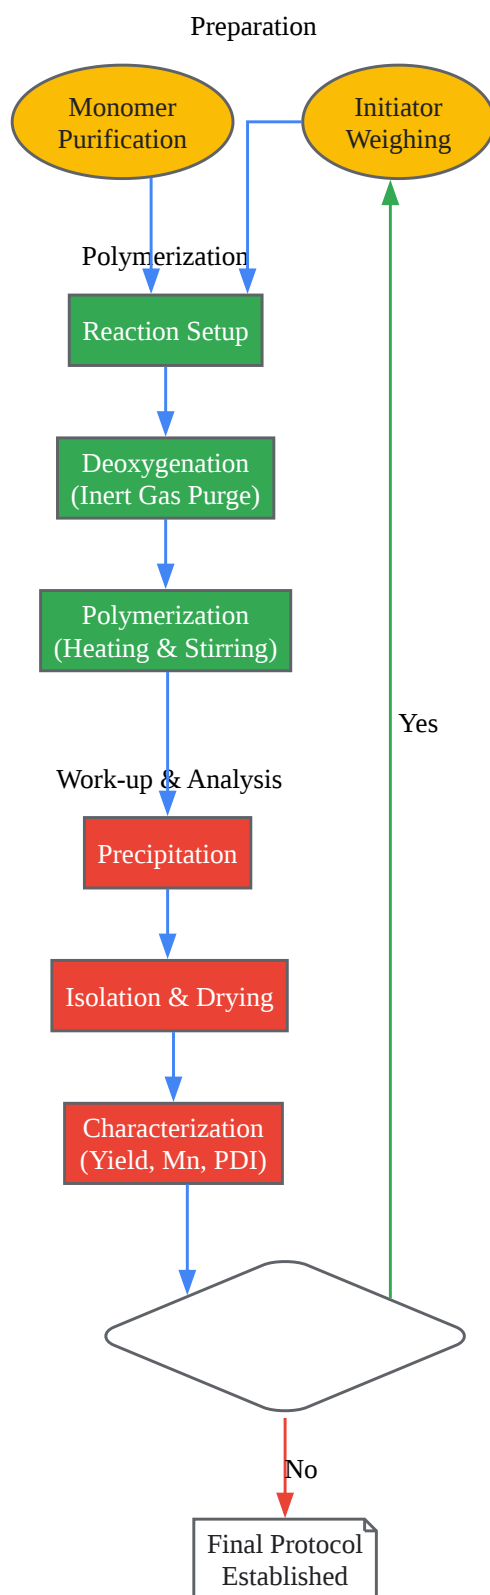 Preparation
Monomer
Purification
Initiator
Weighing
Polymerization
Reaction Setup
Deoxygenation
(Inert Gas Purge)
Polymerization
(Heating & Stirring)
Yes
Work-up & Analysis
Precipitation
Isolation & Drying
Characterization
(Yield, Mn, PDI)
No
Final Protocol
Established